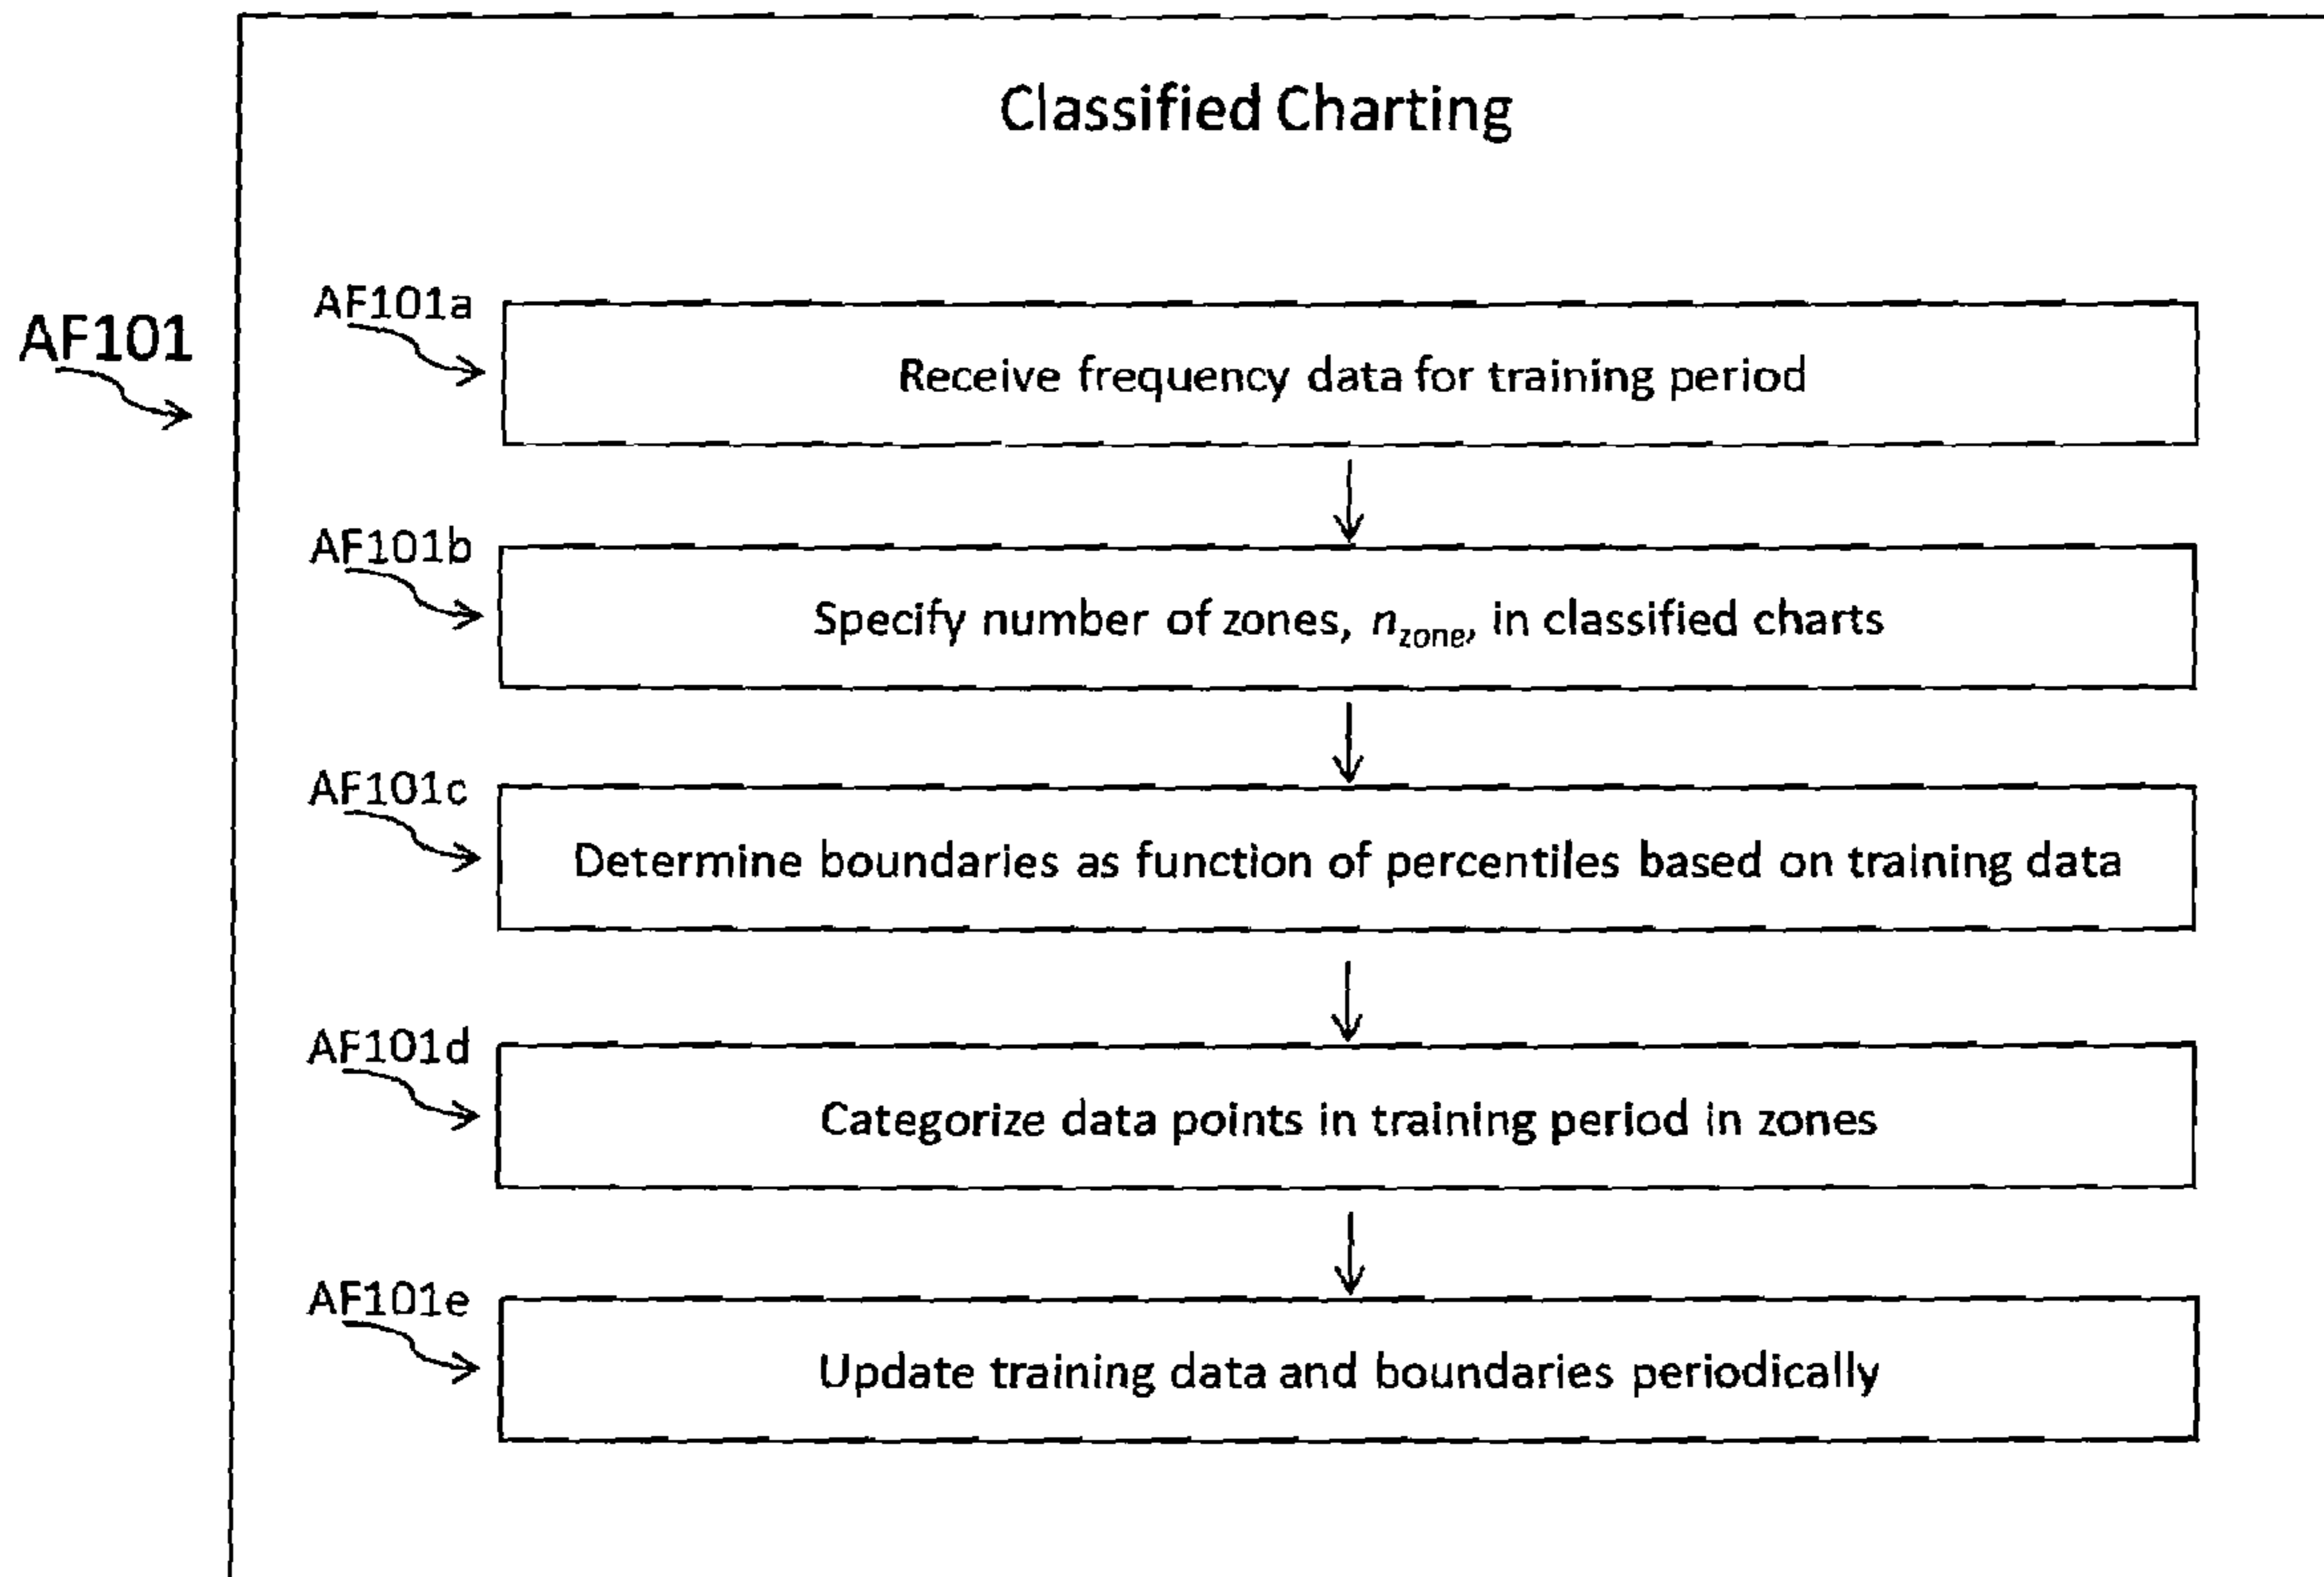 Classified Charting
AF101
AF101a
Receive frequency data for training period
AF101b
Specify number of zones, nzone, in classified charts
AF101c
Determine boundaries as function of percentiles based on training data
AF101d
Categorize data points in training period in zones
AF101e
Update training data and boundaries periodically